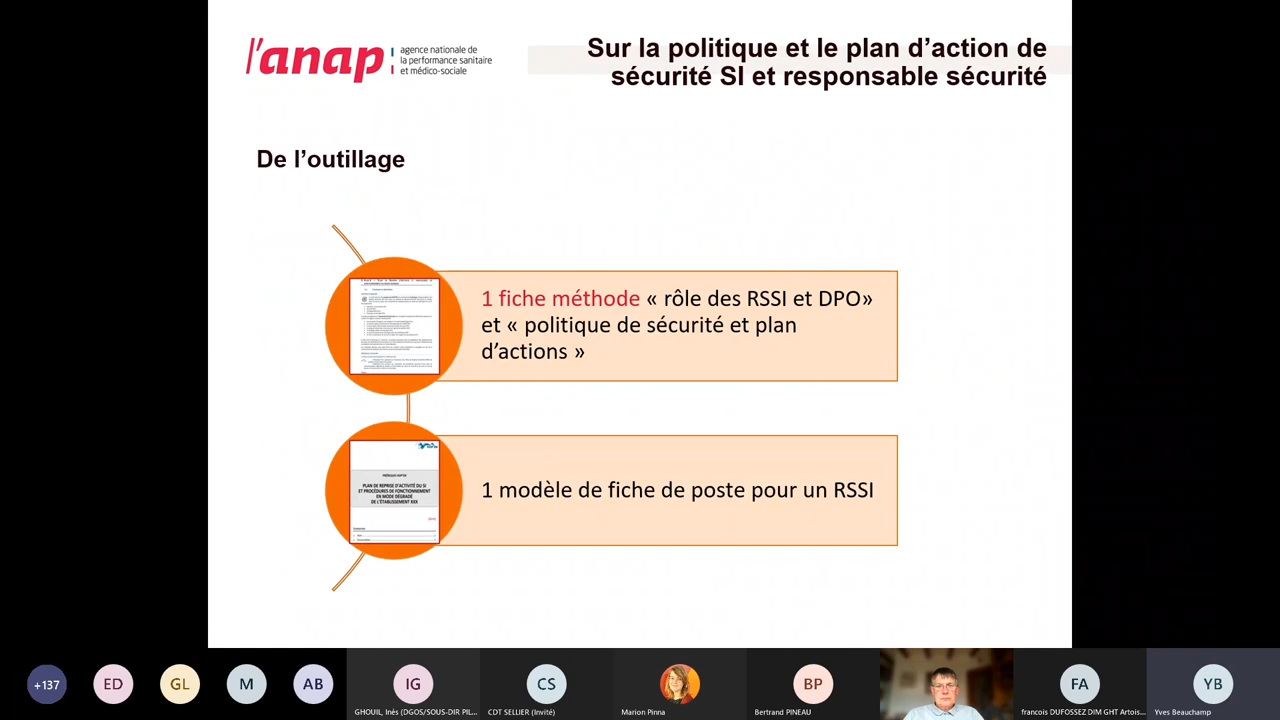 l'anap
agence nationale de
la performance sanitaire
et médico-sociale
Sur la politique et le plan d'action de
sécurité SI et responsable sécurité
De l'outillage
1 fiche méthode « rôle des RSSI et DPO»
et « politique de sécurité et plan
d'actions »
PLAN DE REPRISE D'ACTIVITÉ DU SI
ET PROCÉDURES DE FONCTIONNEMENT
EN MODE DÉGRADÉ
DE L'ÉTABLISSEMENT XXX
1 modèle de fiche de poste pour un RSSI
+137
ED
GL
M
AB
IG
CS
BP
FA
YB
GHOUIL, Inès (DGOS/SOUS-DIR PIL...
CDT SELLIER (Invité)
Marion Pinna
Bertrand PINEAU
francois DUFOSSEZ DIM GHT Artois...
Yves Beauchamp